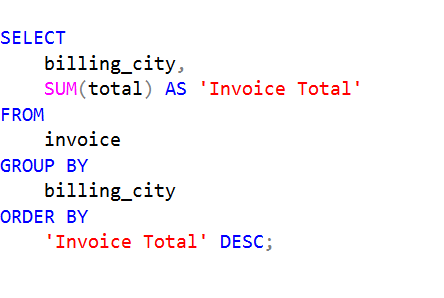 SELECT
    billing_city,
    SUM(total) AS 'Invoice Total'
FROM
    invoice
GROUP BY
    billing_city
ORDER BY
    'Invoice Total' DESC;